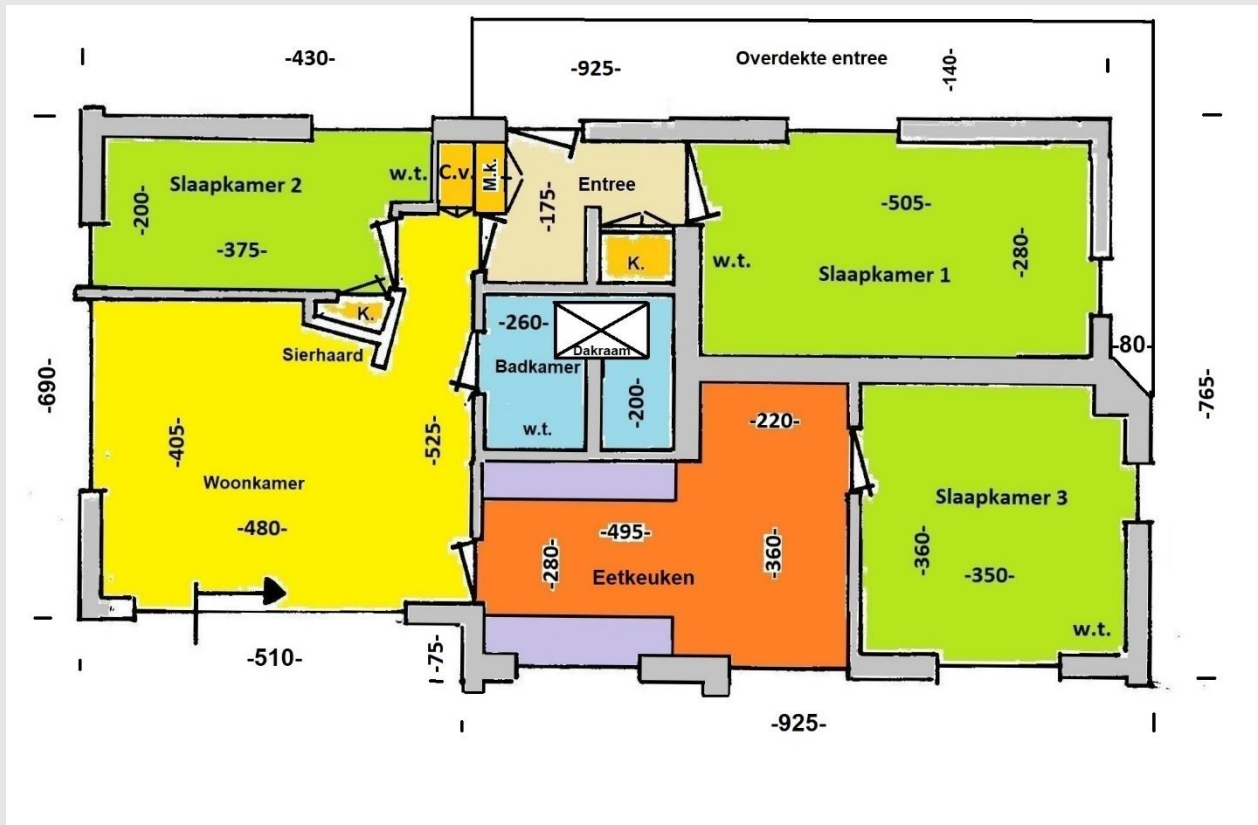 -430-
-925-
Overdekte entree
-140-
Slaapkamer 2
w.t.
C.v.
M.k.
-200-
-375-
-175-
Entree
K.
-505-
-280-
w.t.
Slaapkamer 1
K.
Sierhaard
-260-
Dakraam
Badkamer
-200-
w.t.
-80-
-690-
-765-
-405-
-525-
Woonkamer
-480-
-220-
-495-
-280-
Eetkeuken
-360-
Slaapkamer 3
-360-
-350-
w.t.
-510-
-75-
-925-